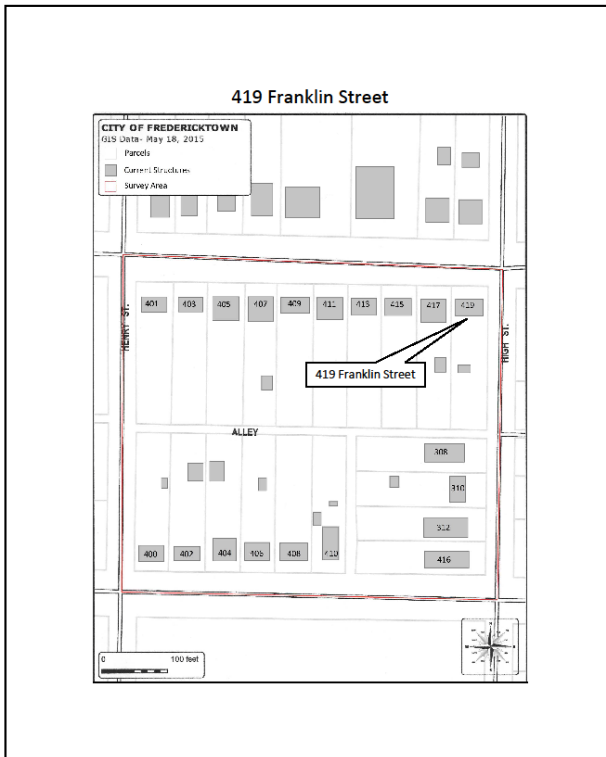 419 Franklin Street
CITY OF FREDERICKTOWN
GIS Data- May 18, 2015
Parcels
Current Structures
Survey Area
HENRY ST.
HIGH ST.
401 403 405 407 409 411 413 415 417 419
419 Franklin Street
ALLEY
308
310
312
400 402 404 406 408 410 416
0 100 feet